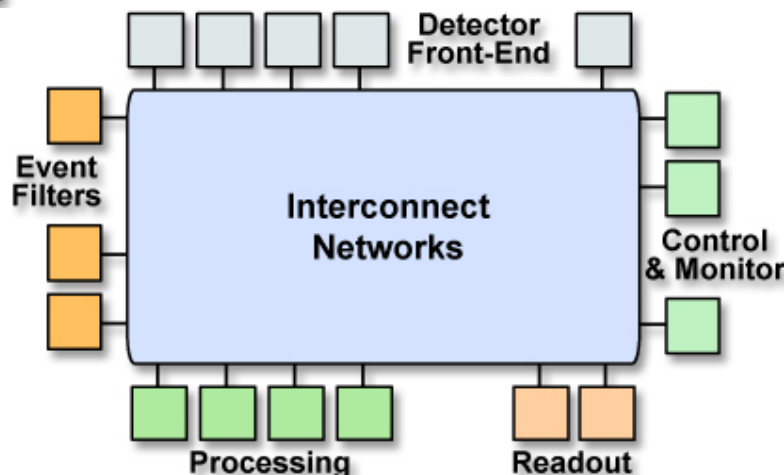 Detector
Front-End
Event
Filters
Interconnect
Networks
Control
& Monitor
Processing
Readout